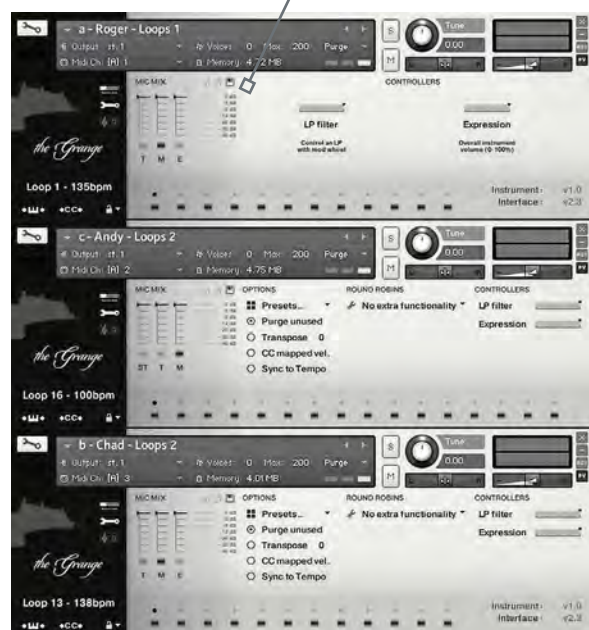 a - Roger - Loops 1
Output: st.1 Voices: 0 Max: 200 Purge
Midi Ch: [A] 1 Memory: 4.72 MB
S
M
Tune
0.00
MIC MIX
CONTROLLERS
LP filter
Control an LP
with mod wheel
Expression
Overall instrument
volume (0-100%)
T M E
the Grange
Loop 1 - 135bpm
CC
Instrument: v1.0
Interface: v2.3
c - Andy - Loops 2
Output: st.1 Voices: 0 Max: 200 Purge
Midi Ch: [A] 2 Memory: 4.75 MB
S
M
Tune
0.00
MIC MIX
OPTIONS
ROUND ROBINS
CONTROLLERS
Presets...
No extra functionality
LP filter
Purge unused
Expression
Transpose 0
CC mapped vel.
Sync to Tempo
ST T M
the Grange
Loop 16 - 100bpm
CC
b - Chad - Loops 2
Output: st.1 Voices: 0 Max: 200 Purge
Midi Ch: [A] 3 Memory: 4.01 MB
S
M
Tune
0.00
MIC MIX
OPTIONS
ROUND ROBINS
CONTROLLERS
Presets...
No extra functionality
LP filter
Purge unused
Expression
Transpose 0
CC mapped vel.
Sync to Tempo
T M E
the Grange
Loop 13 - 138bpm
CC
Instrument: v1.0
Interface: v2.3